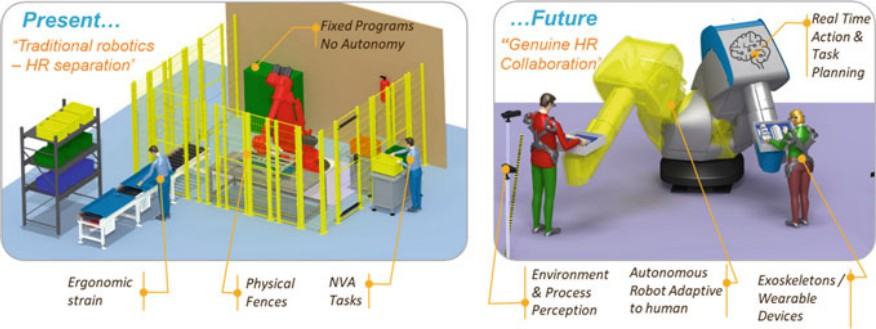 Present...
"Traditional robotics
– HR separation"
Fixed Programs
No Autonomy
Ergonomic
strain
Physical
Fences
NVA
Tasks
...Future
"Genuine HR
Collaboration"
Real Time
Action &
Task
Planning
Environment
& Process
Perception
Autonomous
Robot Adaptive
to human
Exoskeletons /
Wearable
Devices